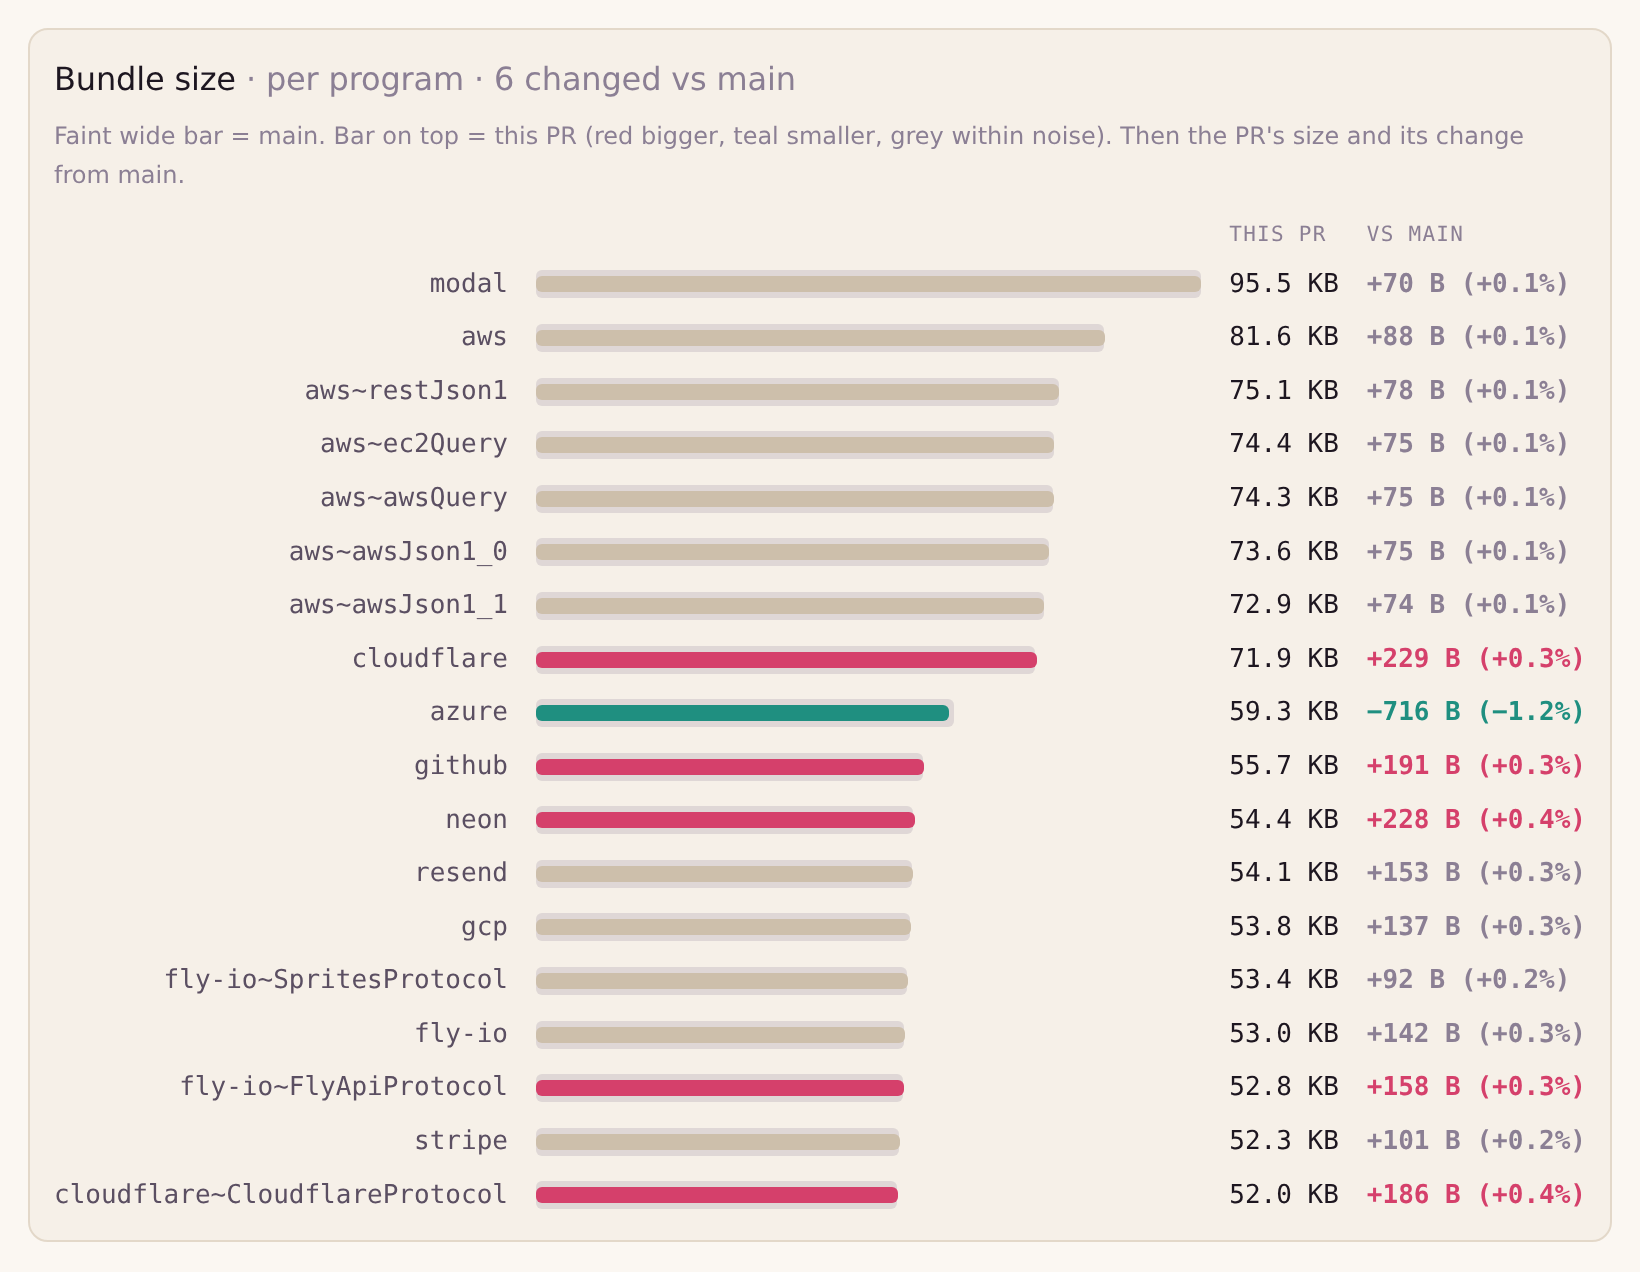 Bundle size · per program · 6 changed vs main
Faint wide bar = main. Bar on top = this PR (red bigger, teal smaller, grey within noise). Then the PR's size and its change
from main.
THIS PR VS MAIN
modal 95.5 KB +70 B (+0.1%)
aws 81.6 KB +88 B (+0.1%)
aws~restJson1 75.1 KB +78 B (+0.1%)
aws~ec2Query 74.4 KB +75 B (+0.1%)
aws~awsQuery 74.3 KB +75 B (+0.1%)
aws~awsJson1_0 73.6 KB +75 B (+0.1%)
aws~awsJson1_1 72.9 KB +74 B (+0.1%)
cloudflare 71.9 KB +229 B (+0.3%)
azure 59.3 KB −716 B (−1.2%)
github 55.7 KB +191 B (+0.3%)
neon 54.4 KB +228 B (+0.4%)
resend 54.1 KB +153 B (+0.3%)
gcp 53.8 KB +137 B (+0.3%)
fly-io~SpritesProtocol 53.4 KB +92 B (+0.2%)
fly-io 53.0 KB +142 B (+0.3%)
fly-io~FlyApiProtocol 52.8 KB +158 B (+0.3%)
stripe 52.3 KB +101 B (+0.2%)
cloudflare~CloudflareProtocol 52.0 KB +186 B (+0.4%)